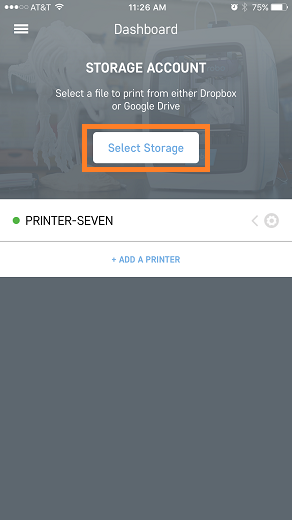 AT&T 11:26 AM 75%
Dashboard
STORAGE ACCOUNT
Select a file to print from either Dropbox
or Google Drive
Select Storage
PRINTER-SEVEN
+ ADD A PRINTER